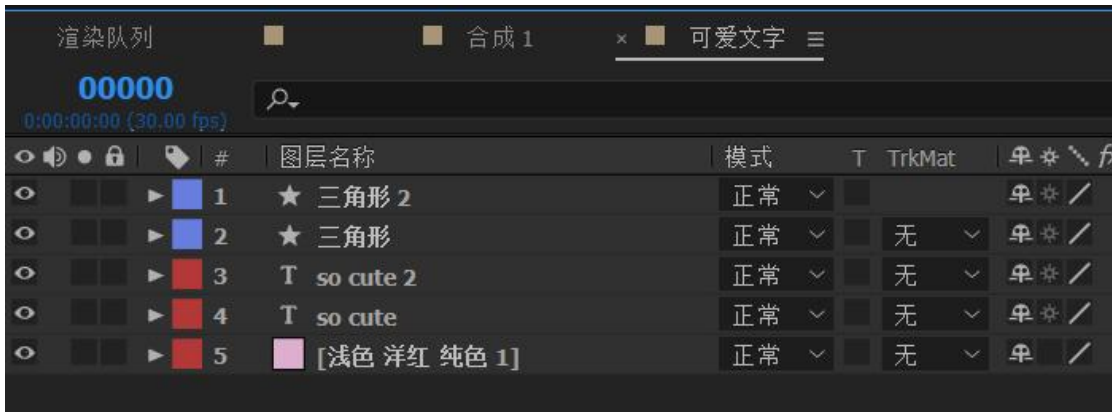 渲染队列 合成 1 × 可爱文字
00000
0:00:00:00 (30.00 fps)
# 图层名称 模式 T TrkMat
1 三角形 2 正常
2 三角形 正常 无
3 T so cute 2 正常 无
4 T so cute 正常 无
5 [浅色 洋红 纯色 1] 正常 无